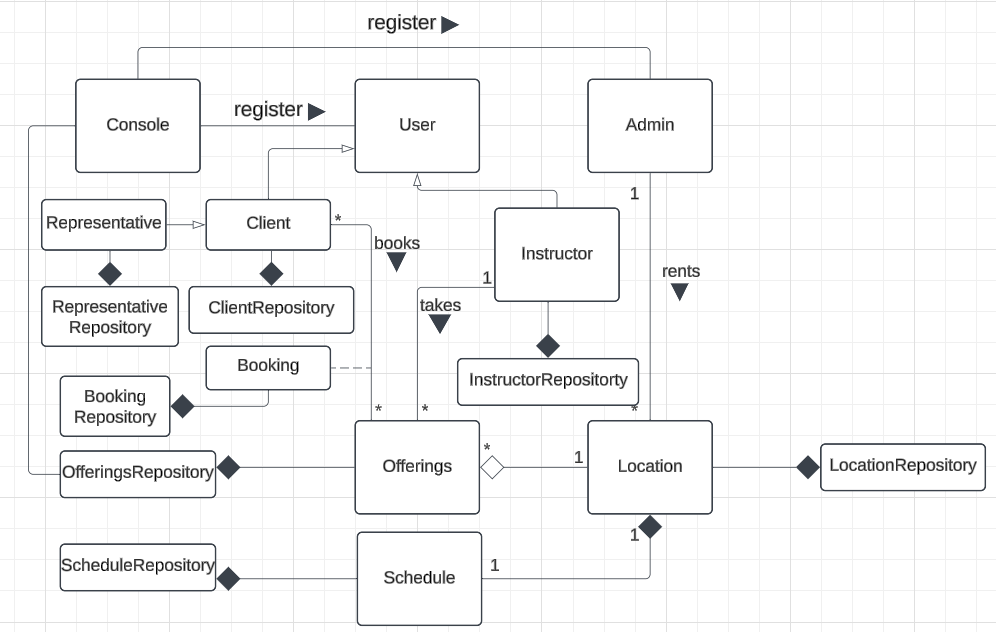 register
Console
register
User
Admin
1
Representative
Client
*
books
Instructor
1
takes
rents
Representative
Repository
ClientRepository
Booking
InstructorRepositorty
Booking
Repository
*
*
*
OfferingsRepository
Offerings
*
1
Location
LocationRepository
1
ScheduleRepository
Schedule
1